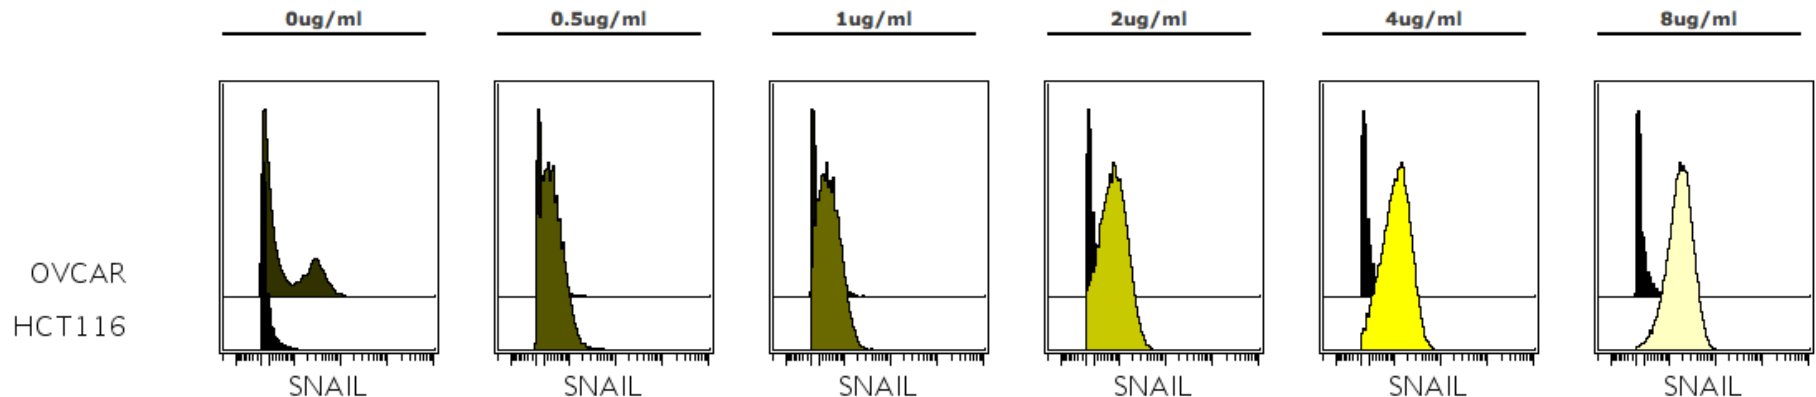 0ug/ml 0.5ug/ml 1ug/ml 2ug/ml 4ug/ml 8ug/ml
OVCAR
HCT116
SNAIL SNAIL SNAIL SNAIL SNAIL SNAIL